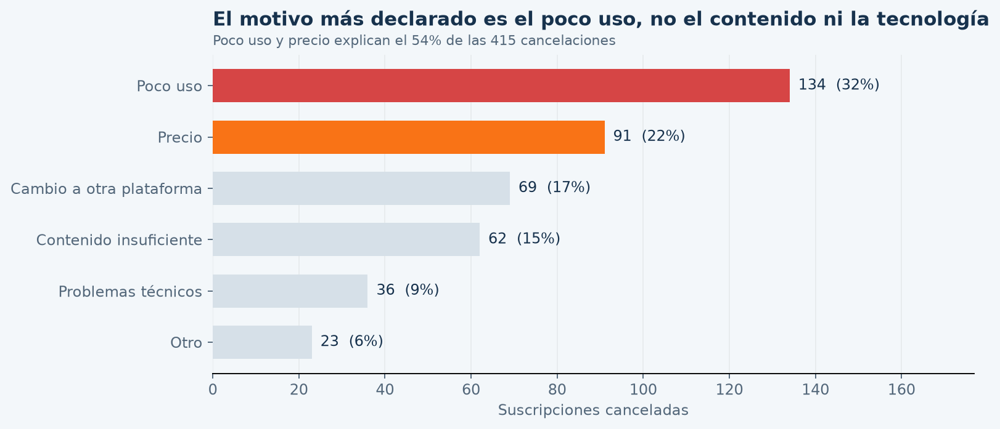 El motivo más declarado es el poco uso, no el contenido ni la tecnología
Poco uso y precio explican el 54% de las 415 cancelaciones
Poco uso 134 (32%)
Precio 91 (22%)
Cambio a otra plataforma 69 (17%)
Contenido insuficiente 62 (15%)
Problemas técnicos 36 (9%)
Otro 23 (6%)
0 20 40 60 80 100 120 140 160
Suscripciones canceladas